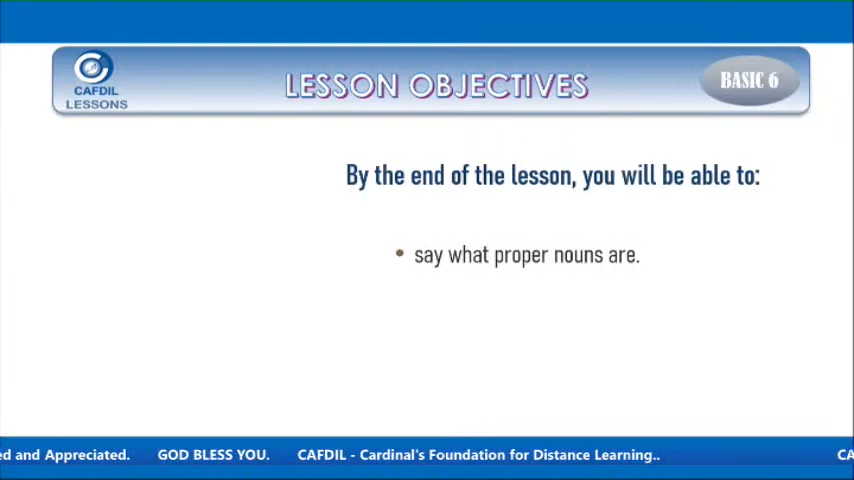 CAFDIL
LESSONS
LESSON OBJECTIVES
BASIC 6
By the end of the lesson, you will be able to:
• say what proper nouns are.
and Appreciated. GOD BLESS YOU. CAFDIL - Cardinal's Foundation for Distance Learning..